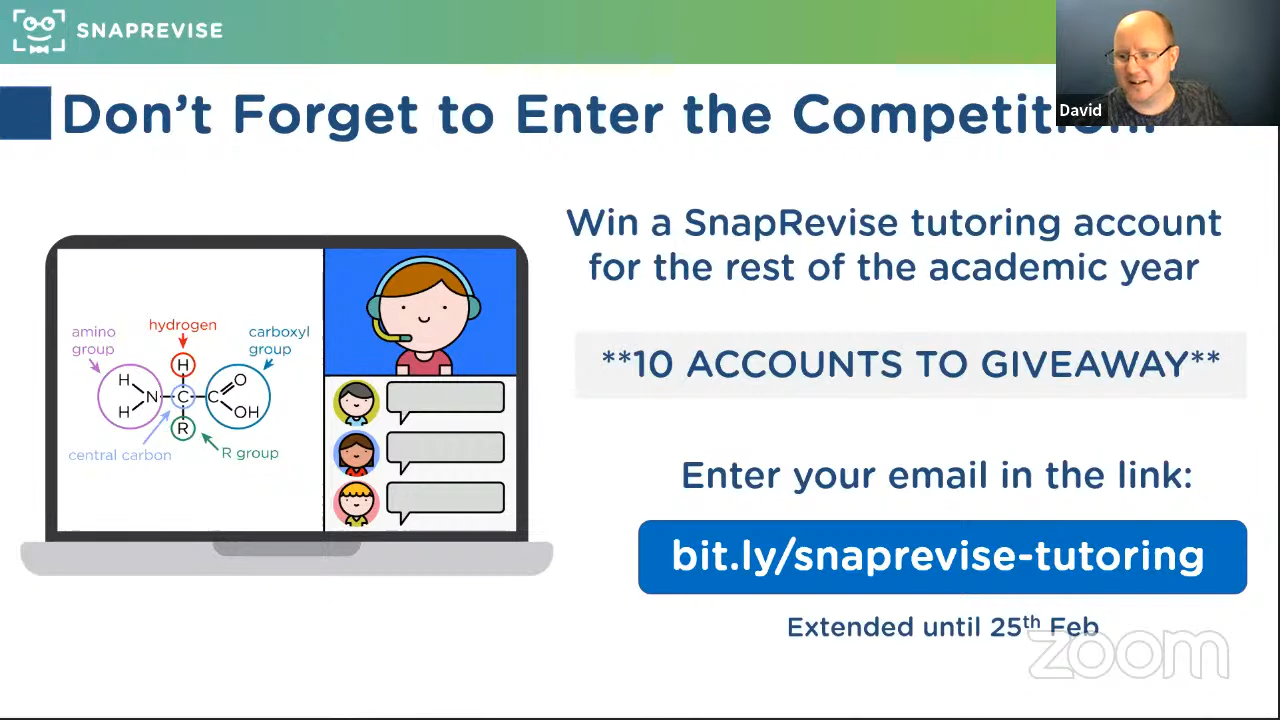 SNAPREVISE
David
Don't Forget to Enter the Competition!
Win a SnapRevise tutoring account
for the rest of the academic year
**10 ACCOUNTS TO GIVEAWAY**
Enter your email in the link:
bit.ly/snaprevise-tutoring
Extended until 25th Feb
zoom
hydrogen
amino
group
carboxyl
group
H
H
O
N
C
C
H
OH
R
central carbon
R group